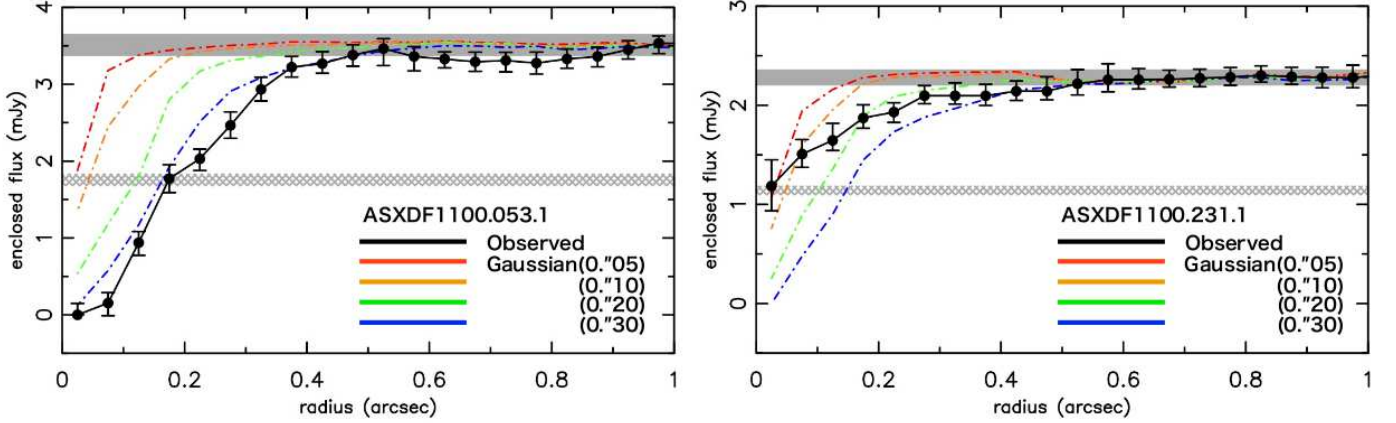 4
3
2
1
0
enclosed flux (mJy)
ASXDF1100.053.1
Observed
Gaussian(0."05)
(0."10)
(0."20)
(0."30)
0 0.2 0.4 0.6 0.8 1
radius (arcsec)
3
2
1
0
enclosed flux (mJy)
ASXDF1100.231.1
Observed
Gaussian(0."05)
(0."10)
(0."20)
(0."30)
0 0.2 0.4 0.6 0.8 1
radius (arcsec)